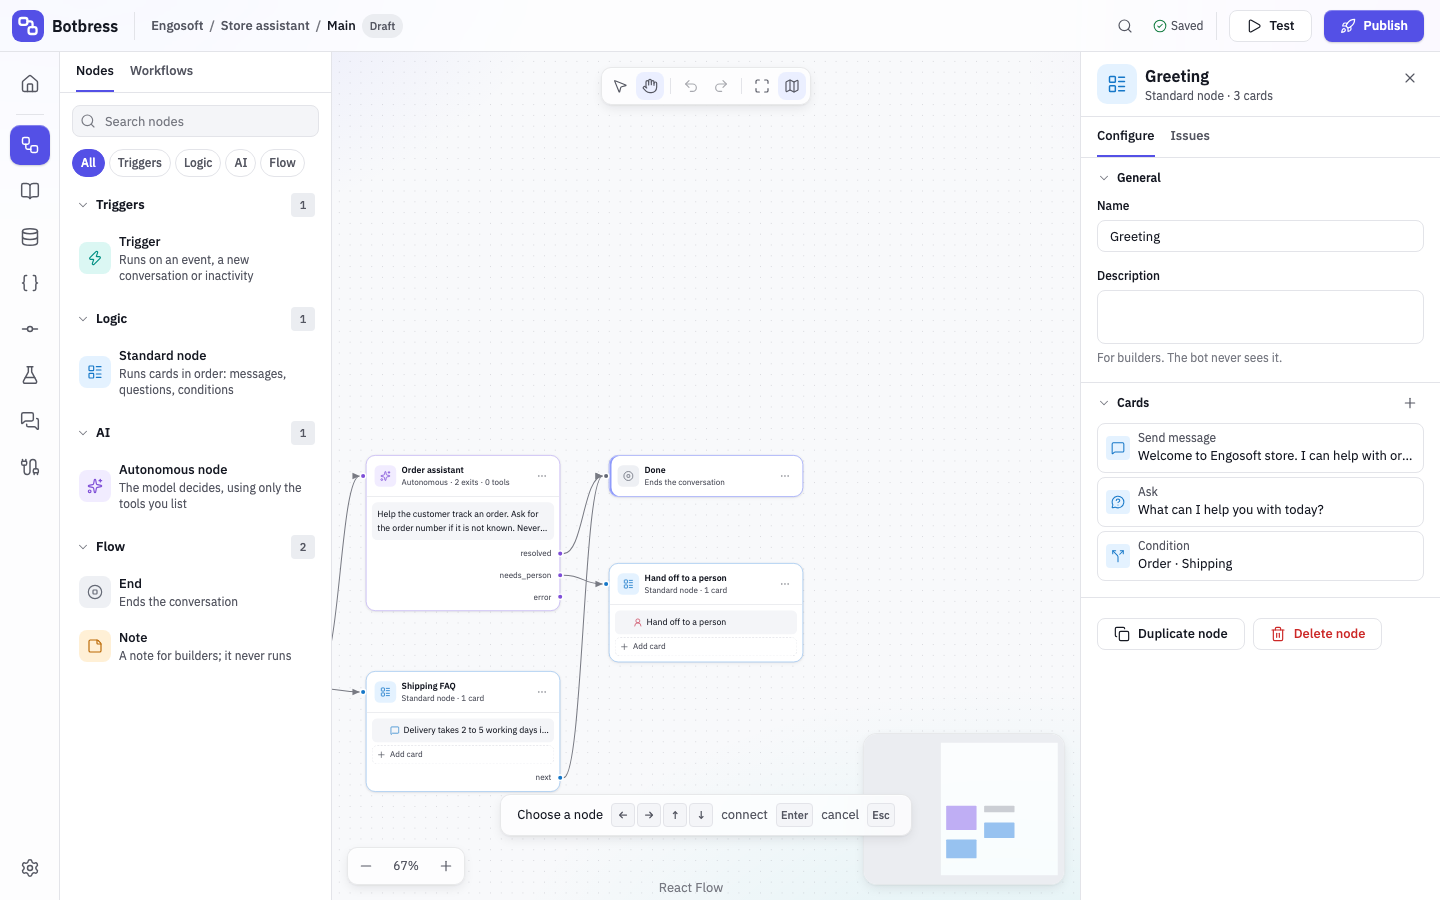 Botbress
Engosoft / Store assistant / Main Draft
Saved
Test
Publish
Nodes Workflows
Search nodes
All Triggers Logic AI Flow
Triggers 1
Trigger
Runs on an event, a new
conversation or inactivity
Logic 1
Standard node
Runs cards in order: messages,
questions, conditions
AI 1
Autonomous node
The model decides, using only the
tools you list
Flow 2
End
Ends the conversation
Note
A note for builders; it never runs
Order assistant
Autonomous · 2 exits · 0 tools
Help the customer track an order. Ask for
the order number if it is not known. Never...
resolved
needs_person
error
Done
Ends the conversation
Hand off to a person
Standard node · 1 card
Hand off to a person
Add card
Shipping FAQ
Standard node · 1 card
Delivery takes 2 to 5 working days i...
Add card
next
Choose a node ← → ↑ ↓ connect Enter cancel Esc
67%
React Flow
Greeting
Standard node · 3 cards
Configure Issues
General
Name
Greeting
Description
For builders. The bot never sees it.
Cards
Send message
Welcome to Engosoft store. I can help with or...
Ask
What can I help you with today?
Condition
Order · Shipping
Duplicate node
Delete node